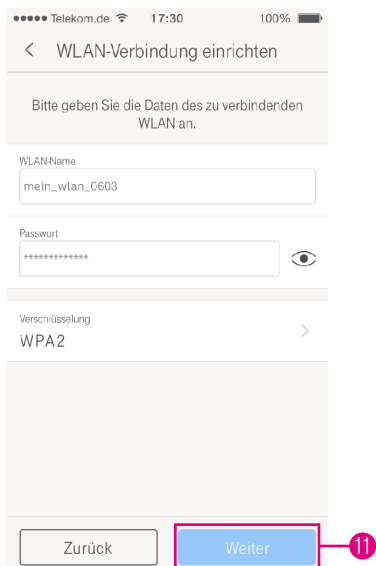 Telekom.de 17:30 100%
WLAN-Verbindung einrichten
Bitte geben Sie die Daten des zu verbindenden
WLAN an.
WLAN-Name
mein_wlan_0603
Passwort
*************
Verschlüsselung
WPA2
Zurück Weiter 11